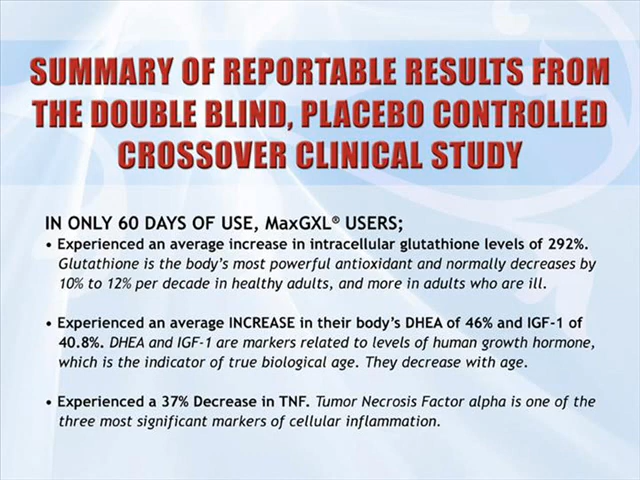 SUMMARY OF REPORTABLE RESULTS FROM
THE DOUBLE BLIND, PLACEBO CONTROLLED
CROSSOVER CLINICAL STUDY
IN ONLY 60 DAYS OF USE, MaxGXL® USERS;
• Experienced an average increase in intracellular glutathione levels of 292%.
Glutathione is the body's most powerful antioxidant and normally decreases by
10% to 12% per decade in healthy adults, and more in adults who are ill.
• Experienced an average INCREASE in their body's DHEA of 46% and IGF-1 of
40.8%. DHEA and IGF-1 are markers related to levels of human growth hormone,
which is the indicator of true biological age. They decrease with age.
• Experienced a 37% Decrease in TNF. Tumor Necrosis Factor alpha is one of the
three most significant markers of cellular inflammation.